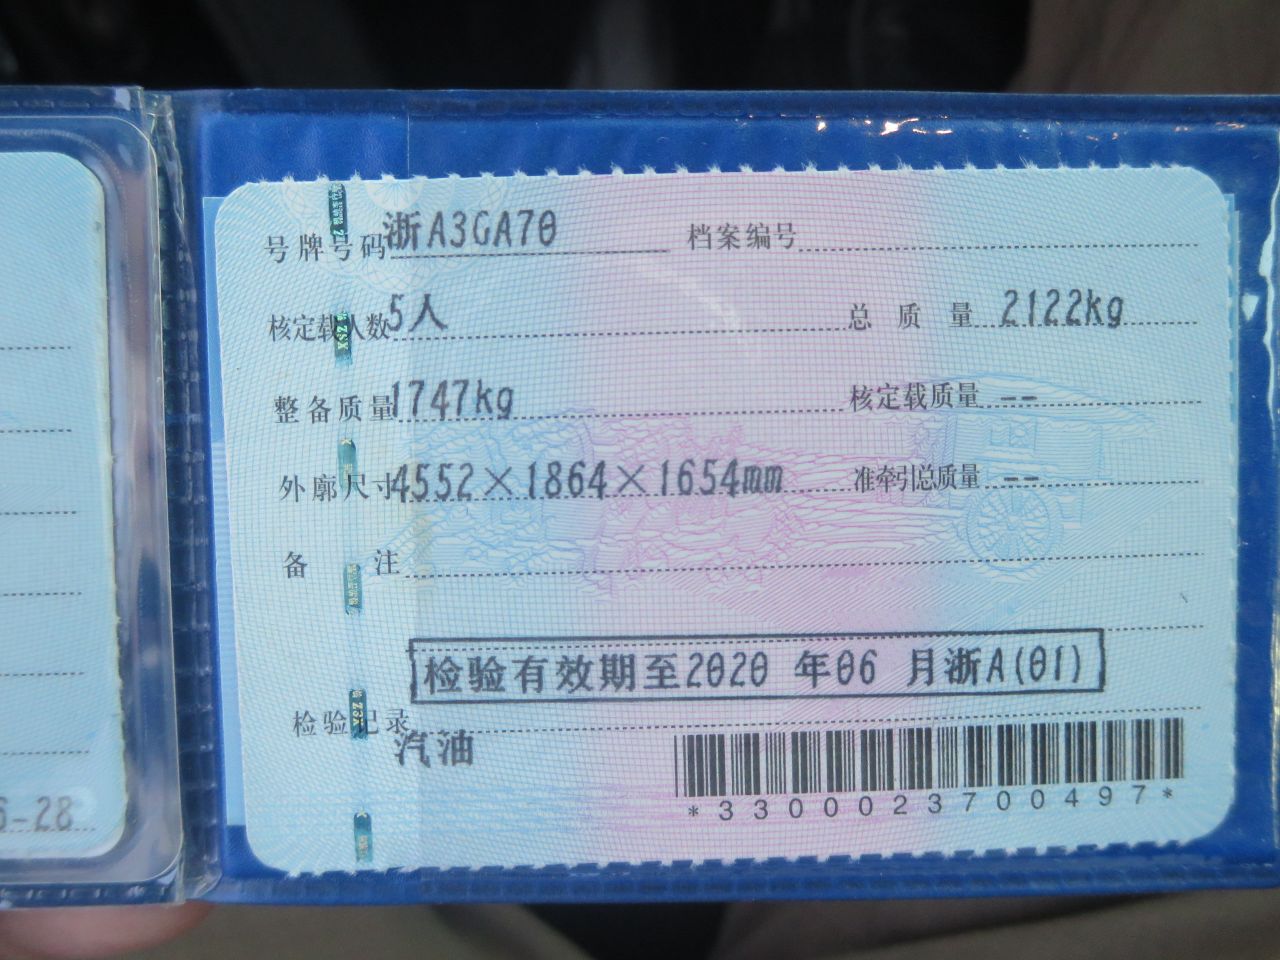 号牌号码 浙A3GA70 档案编号
核定载人数 5人 总质量 2122kg
整备质量 1747kg 核定载质量 --
外廓尺寸 4552×1864×1654mm 准牵引总质量 --
备注
检验有效期至2020 年06 月浙A(01)
检验记录
汽油
*3300023700497*
6-28